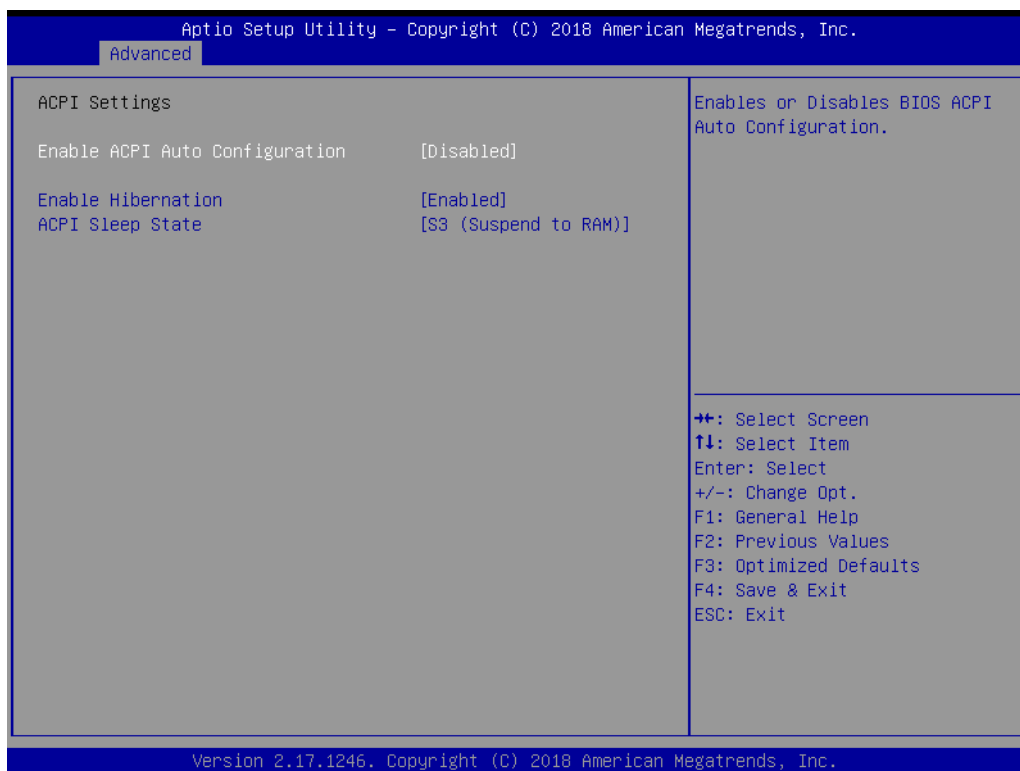 Aptio Setup Utility – Copyright (C) 2018 American Megatrends, Inc.
Advanced
ACPI Settings
Enable ACPI Auto Configuration [Disabled]
Enable Hibernation [Enabled]
ACPI Sleep State [S3 (Suspend to RAM)]
Enables or Disables BIOS ACPI
Auto Configuration.
→←: Select Screen
↑↓: Select Item
Enter: Select
+/-: Change Opt.
F1: General Help
F2: Previous Values
F3: Optimized Defaults
F4: Save & Exit
ESC: Exit
Version 2.17.1246. Copyright (C) 2018 American Megatrends, Inc.